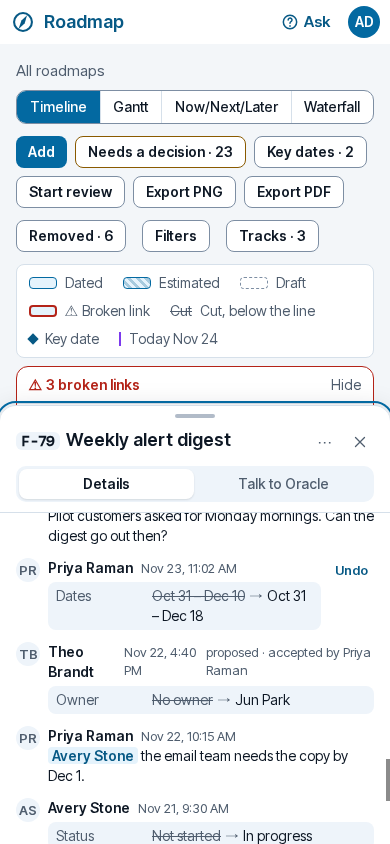 Roadmap
Ask
AD
All roadmaps
Timeline Gantt Now/Next/Later Waterfall
Add Needs a decision · 23 Key dates · 2
Start review Export PNG Export PDF
Removed · 6 Filters Tracks · 3
Dated Estimated Draft
⚠ Broken link Cut Cut, below the line
Key date Today Nov 24
⚠ 3 broken links Hide
F-79 Weekly alert digest ...
Details Talk to Oracle
Pilot customers asked for Monday mornings. Can the
digest go out then?
PR Priya Raman Nov 23, 11:02 AM Undo
Dates Oct 31 – Dec 10 → Oct 31
– Dec 18
TB Theo Brandt Nov 22, 4:40 PM proposed · accepted by Priya Raman
Owner No owner → Jun Park
PR Priya Raman Nov 22, 10:15 AM
Avery Stone the email team needs the copy by
Dec 1.
AS Avery Stone Nov 21, 9:30 AM
Status Not started → In progress